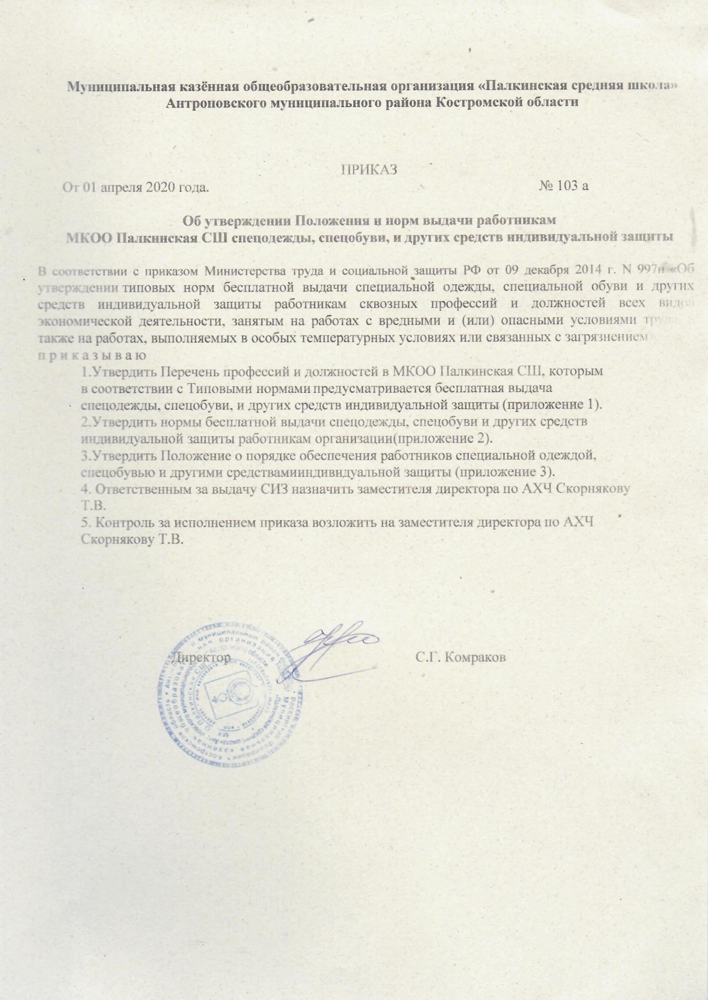 Муниципальная казённая общеобразовательная организация «Палкинская средняя школа»
Антроповского муниципального района Костромской области
ПРИКАЗ
От 01 апреля 2020 года. № 103 а
Об утверждении Положения и норм выдачи работникам
МКОО Палкинская СШ спецодежды, спецобуви, и других средств индивидуальной защиты
В соответствии с приказом Министерства труда и социальной защиты РФ от 09 декабря 2014 г. N 997н «Об
утверждении типовых норм бесплатной выдачи специальной одежды, специальной обуви и других
средств индивидуальной защиты работникам сквозных профессий и должностей всех видов
экономической деятельности, занятым на работах с вредными и (или) опасными условиями труда,
также на работах, выполняемых в особых температурных условиях или связанных с загрязнением»
п р и к а з ы в а ю
1.Утвердить Перечень профессий и должностей в МКОО Палкинская СШ, которым
в соответствии с Типовыми нормами предусматривается бесплатная выдача
спецодежды, спецобуви, и других средств индивидуальной защиты (приложение 1).
2.Утвердить нормы бесплатной выдачи спецодежды, спецобуви и других средств
индивидуальной защиты работникам организации(приложение 2).
3.Утвердить Положение о порядке обеспечения работников специальной одеждой,
спецобувью и другими средствамииндивидуальной защиты (приложение 3).
4. Ответственным за выдачу СИЗ назначить заместителя директора по АХЧ Скорнякову
Т.В.
5. Контроль за исполнением приказа возложить на заместителя директора по АХЧ
Скорнякову Т.В.
Директор С.Г. Комраков